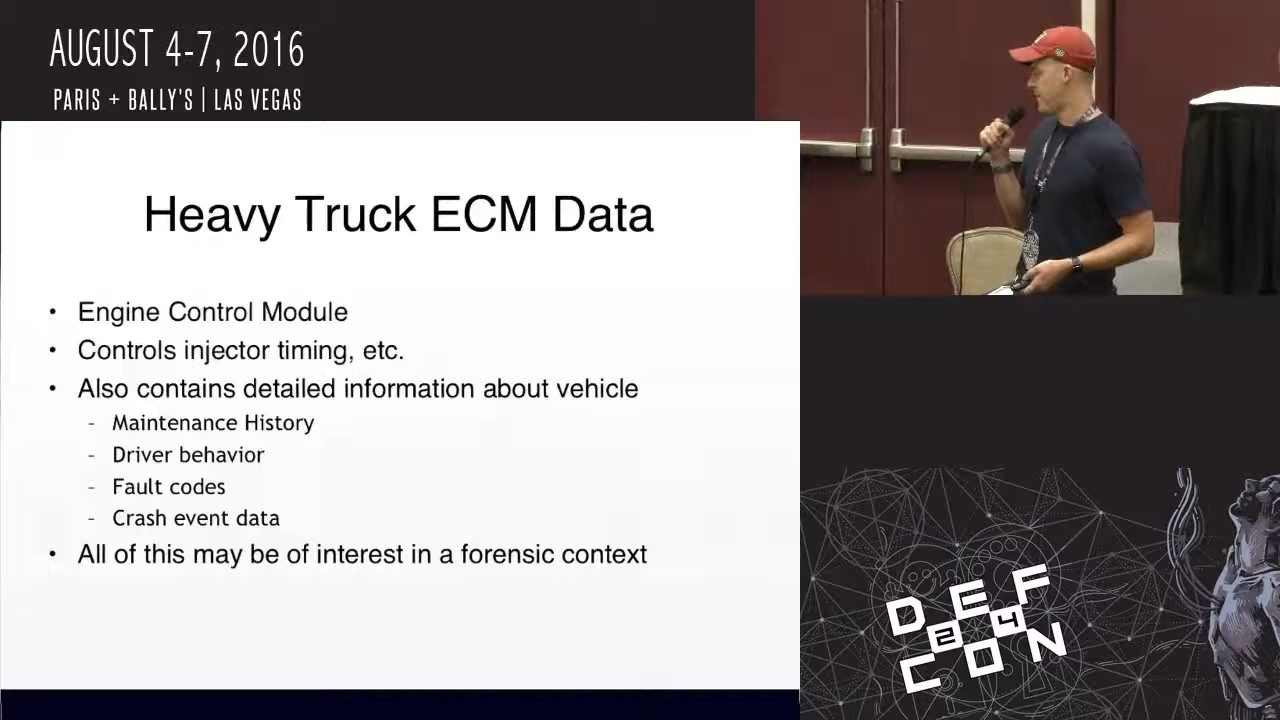 AUGUST 4-7, 2016
PARIS + BALLY'S | LAS VEGAS
Heavy Truck ECM Data
• Engine Control Module
• Controls injector timing, etc.
• Also contains detailed information about vehicle
- Maintenance History
- Driver behavior
- Fault codes
- Crash event data
• All of this may be of interest in a forensic context
DEF
24
CON